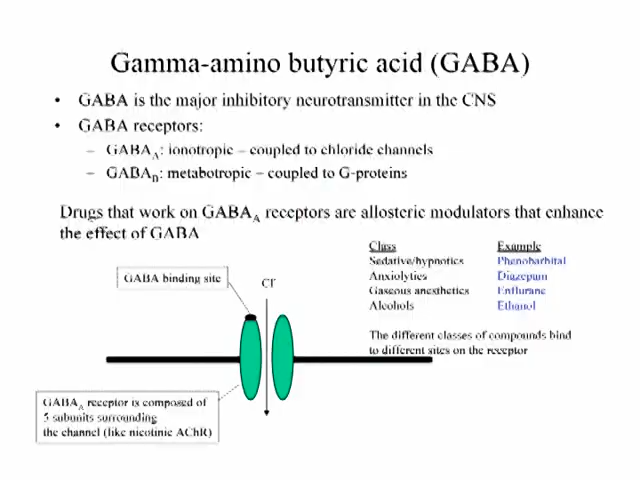 Gamma-amino butyric acid (GABA)
• GABA is the major inhibitory neurotransmitter in the CNS
• GABA receptors:
– GABAA: ionotropic – coupled to chloride channels
– GABAB: metabotropic – coupled to G-proteins
Drugs that work on GABAA receptors are allosteric modulators that enhance
the effect of GABA
Class Example
Sedative/hypnotics Phenobarbital
Anxiolytics Diazepam
Gaseous anesthetics Enflurane
Alcohols Ethanol
GABA binding site
Cl-
The different classes of compounds bind
to different sites on the receptor
GABAA receptor is composed of
5 subunits surrounding
the channel (like nicotinic AChR)